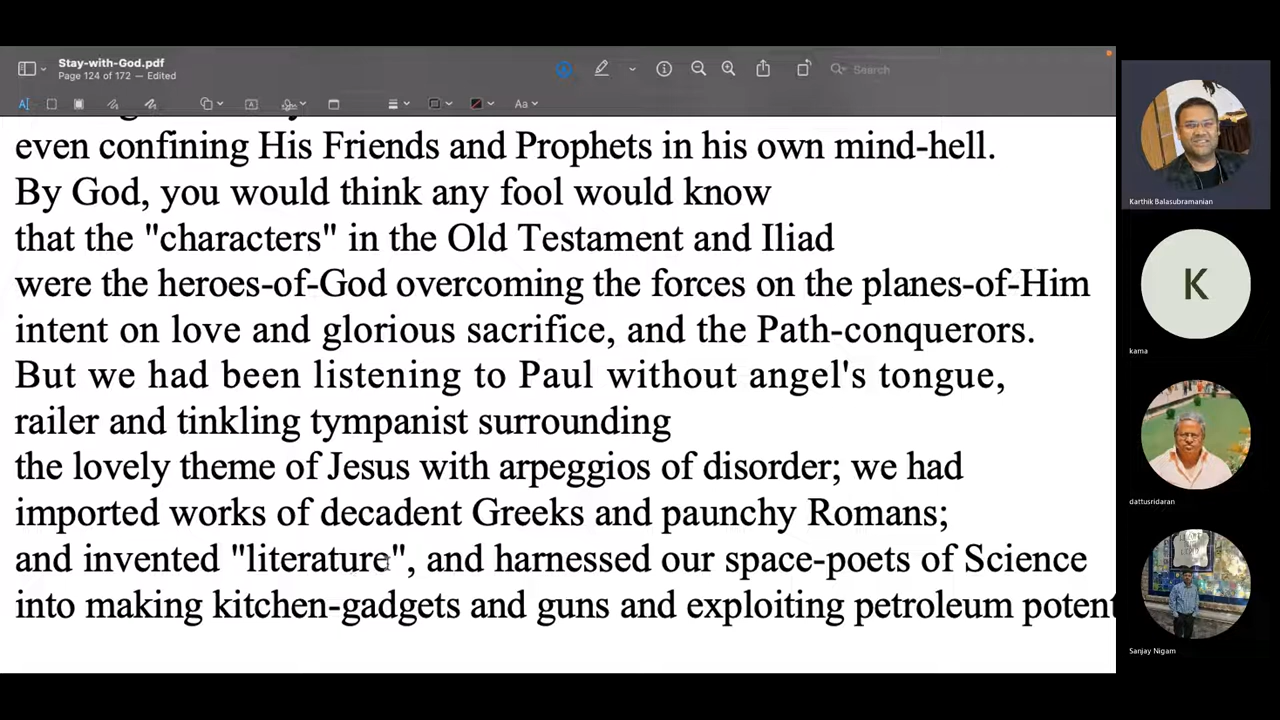 Stay-with-God.pdf
Page 124 of 172 — Edited
Search
Aa
even confining His Friends and Prophets in his own mind-hell.
By God, you would think any fool would know
that the "characters" in the Old Testament and Iliad
were the heroes-of-God overcoming the forces on the planes-of-Him
intent on love and glorious sacrifice, and the Path-conquerors.
But we had been listening to Paul without angel's tongue,
railer and tinkling tympanist surrounding
the lovely theme of Jesus with arpeggios of disorder; we had
imported works of decadent Greeks and paunchy Romans;
and invented "literature", and harnessed our space-poets of Science
into making kitchen-gadgets and guns and exploiting petroleum potent
Karthik Balasubramanian
K
kama
dattusridaran
Sanjay Nigam